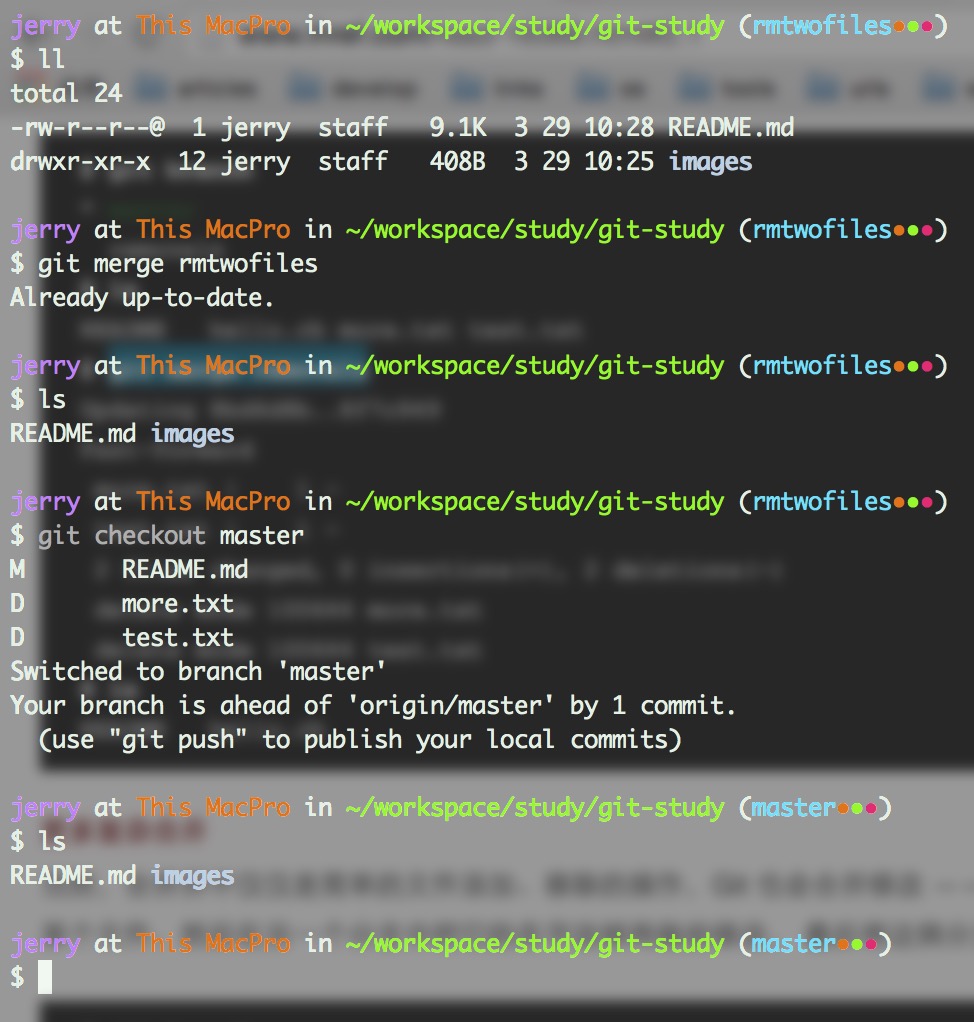 jerry at This MacPro in ~/workspace/study/git-study (rmtwofiles•••)
$ ll
total 24
-rw-r--r--@  1 jerry  staff   9.1K  3 29 10:28 README.md
drwxr-xr-x  12 jerry  staff   408B  3 29 10:25 images
jerry at This MacPro in ~/workspace/study/git-study (rmtwofiles•••)
$ git merge rmtwofiles
Already up-to-date.
jerry at This MacPro in ~/workspace/study/git-study (rmtwofiles•••)
$ ls
README.md images
jerry at This MacPro in ~/workspace/study/git-study (rmtwofiles•••)
$ git checkout master
M       README.md
D       more.txt
D       test.txt
Switched to branch 'master'
Your branch is ahead of 'origin/master' by 1 commit.
  (use "git push" to publish your local commits)
jerry at This MacPro in ~/workspace/study/git-study (master•••)
$ ls
README.md images
jerry at This MacPro in ~/workspace/study/git-study (master•••)
$